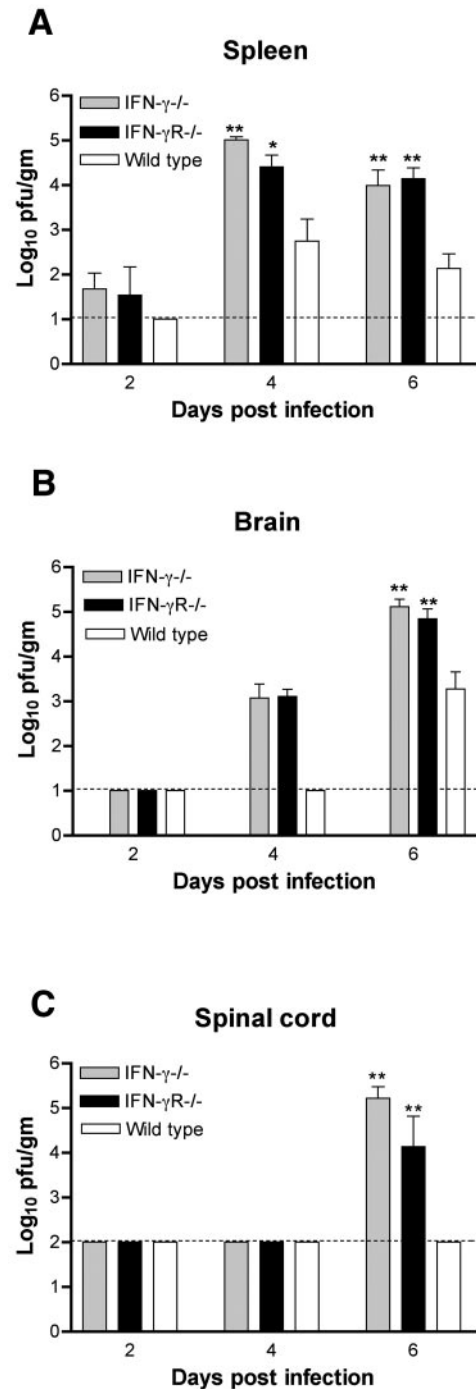 A
Spleen
IFN-γ-/-
IFN-γR-/-
Wild type
** * ** **
6
5
4
3
2
1
0
Log₁₀ pfu/gm
2 4 6
Days post infection
B
Brain
IFN-γ-/-
IFN-γR-/-
Wild type
** **
6
5
4
3
2
1
0
Log₁₀ pfu/gm
2 4 6
Days post infection
C
Spinal cord
IFN-γ-/-
IFN-γR-/-
Wild type
** **
6
5
4
3
2
1
0
Log₁₀ pfu/gm
2 4 6
Days post infection